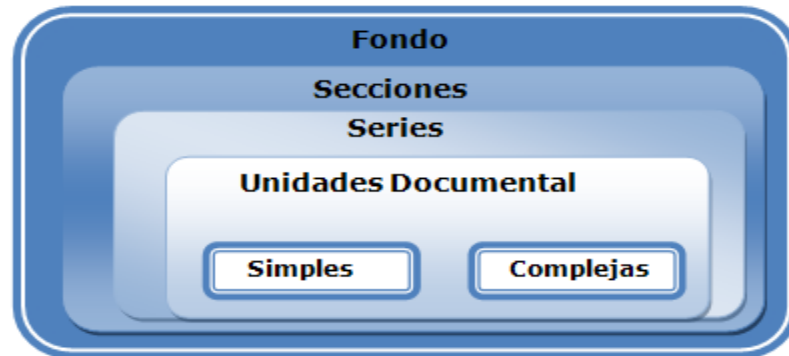 Fondo
Secciones
Series
Unidades Documental
Simples Complejas